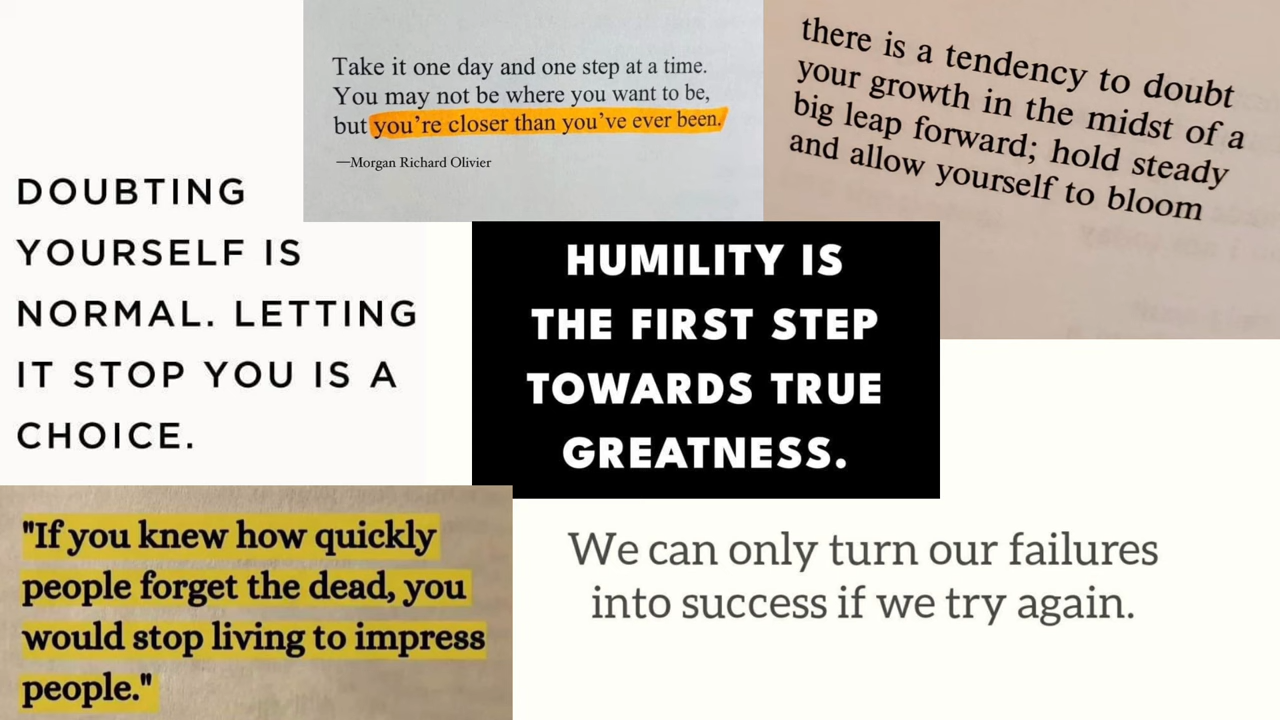 Take it one day and one step at a time.
You may not be where you want to be,
but you're closer than you've ever been.
—Morgan Richard Olivier
there is a tendency to doubt
your growth in the midst of a
big leap forward; hold steady
and allow yourself to bloom
DOUBTING
YOURSELF IS
NORMAL. LETTING
IT STOP YOU IS A
CHOICE.
HUMILITY IS
THE FIRST STEP
TOWARDS TRUE
GREATNESS.
"If you knew how quickly
people forget the dead, you
would stop living to impress
people."
We can only turn our failures
into success if we try again.